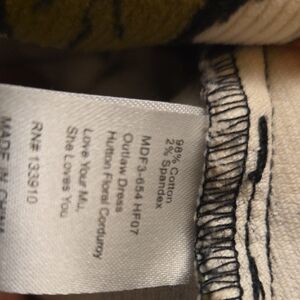 98% Cotton
2% Spandex
MDF3-654 HF07
Outlaw Dress
Hutton Floral Corduroy
Love Your Mu,
She Loves You
RN# 133910
MADE IN